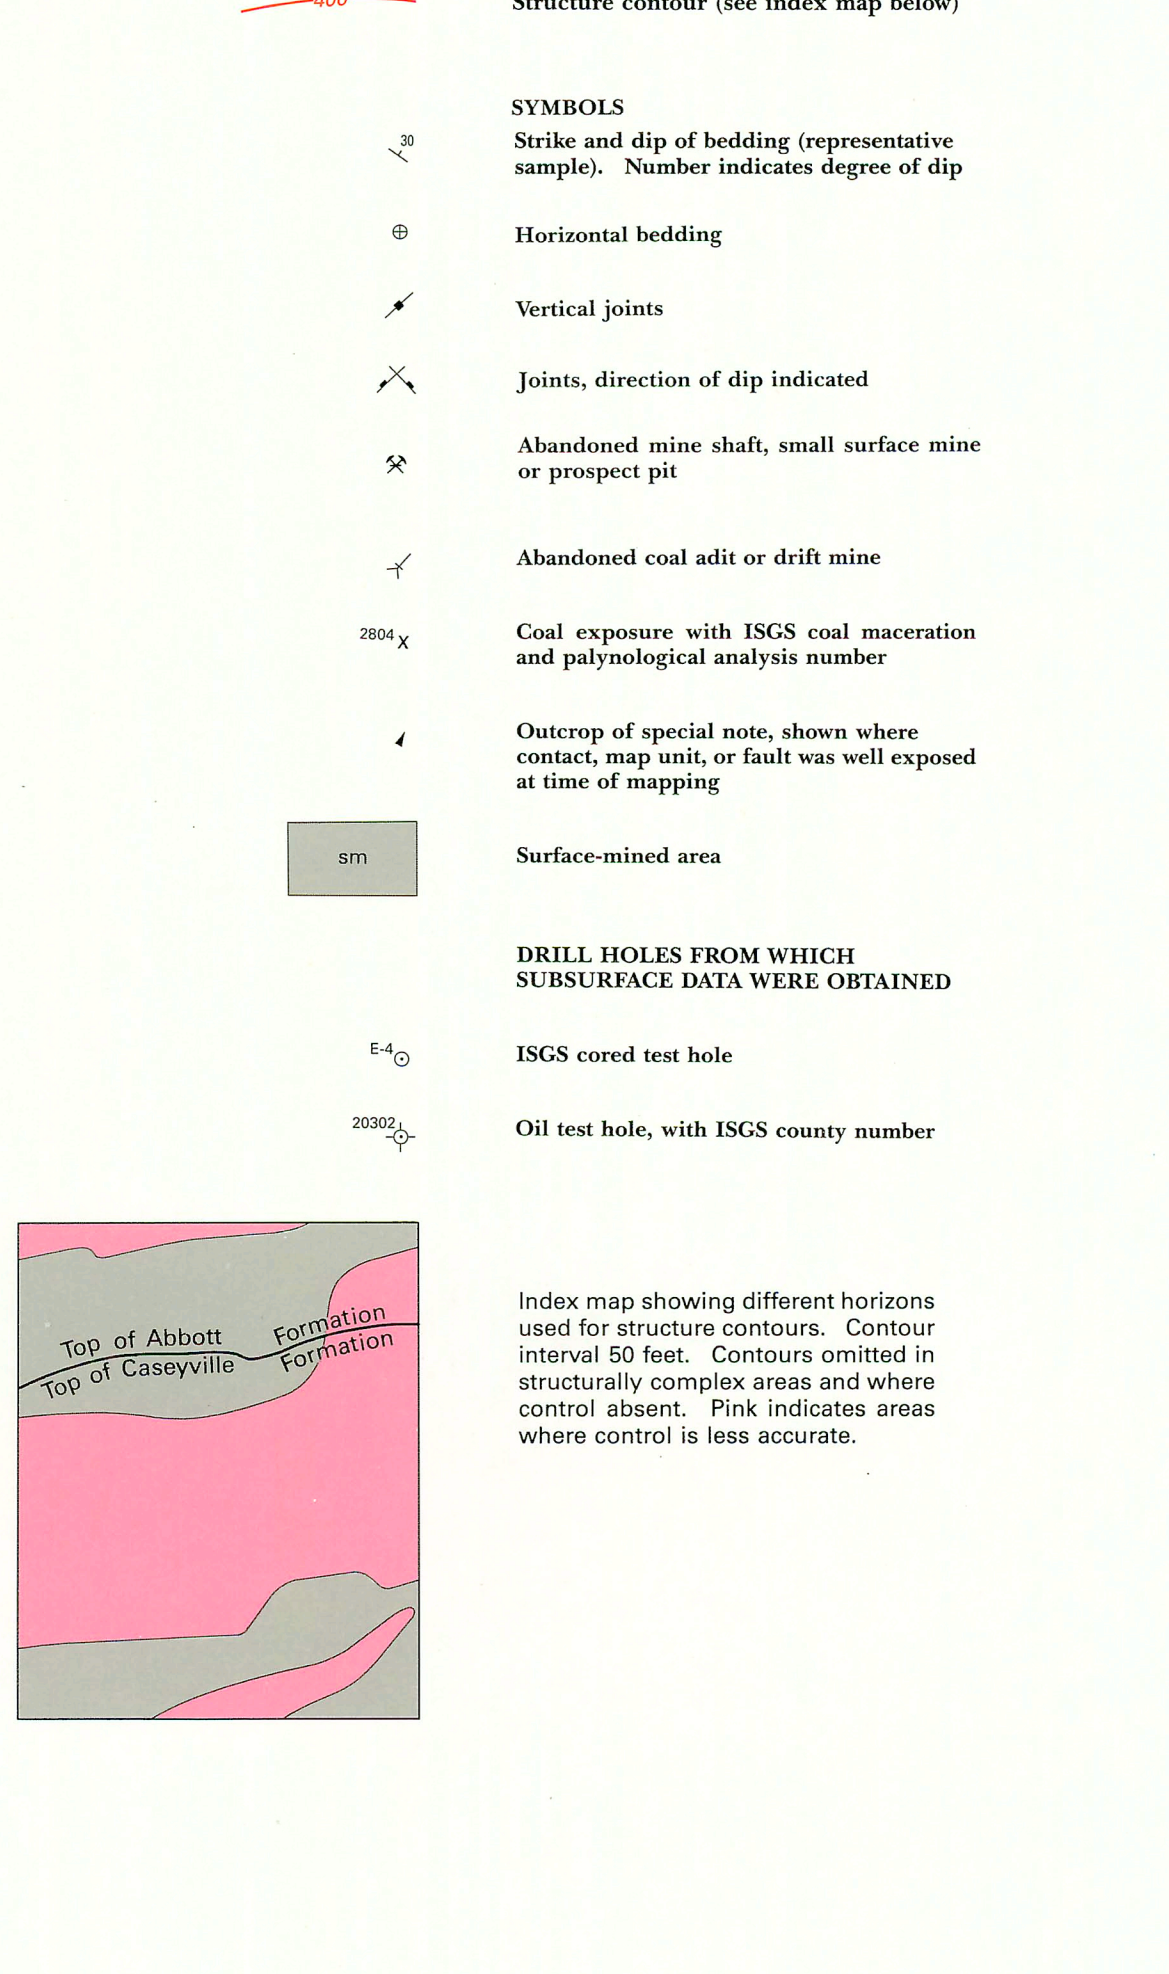 400
Structure contour (see index map below)
SYMBOLS
30
Strike and dip of bedding (representative
sample). Number indicates degree of dip
Horizontal bedding
Vertical joints
Joints, direction of dip indicated
Abandoned mine shaft, small surface mine
or prospect pit
Abandoned coal adit or drift mine
2804 X
Coal exposure with ISGS coal maceration
and palynological analysis number
Outcrop of special note, shown where
contact, map unit, or fault was well exposed
at time of mapping
sm
Surface-mined area
DRILL HOLES FROM WHICH
SUBSURFACE DATA WERE OBTAINED
E-4
ISGS cored test hole
20302
Oil test hole, with ISGS county number
Top of Abbott Formation
Top of Caseyville Formation
Index map showing different horizons
used for structure contours. Contour
interval 50 feet. Contours omitted in
structurally complex areas and where
control absent. Pink indicates areas
where control is less accurate.